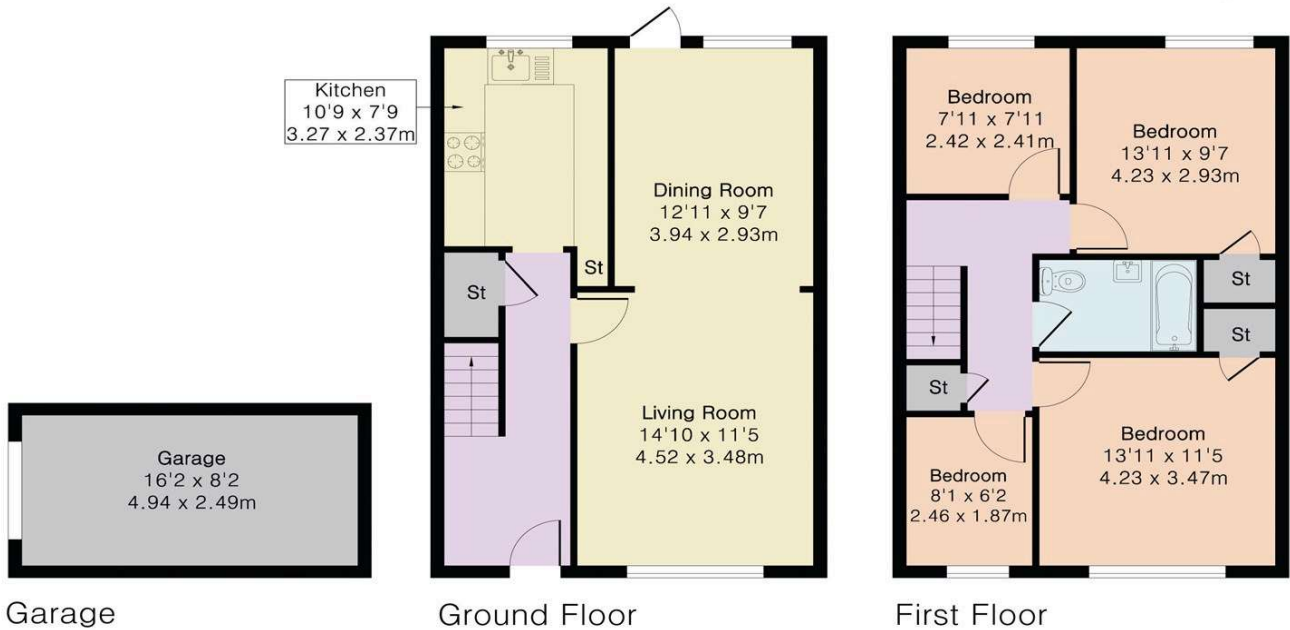 Kitchen
10'9 x 7'9
3.27 x 2.37m
Dining Room
12'11 x 9'7
3.94 x 2.93m
St
St
Living Room
14'10 x 11'5
4.52 x 3.48m
Bedroom
7'11 x 7'11
2.42 x 2.41m
Bedroom
13'11 x 9'7
4.23 x 2.93m
St
St
St
Bedroom
8'1 x 6'2
2.46 x 1.87m
Bedroom
13'11 x 11'5
4.23 x 3.47m
Garage
16'2 x 8'2
4.94 x 2.49m
Garage
Ground Floor
First Floor